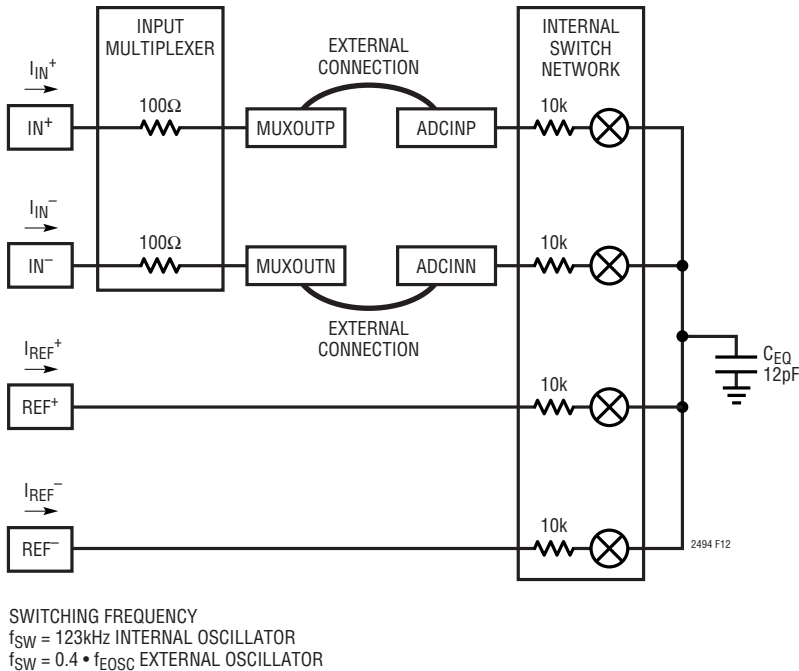 INPUT
MULTIPLEXER
EXTERNAL
CONNECTION
INTERNAL
SWITCH
NETWORK
I_IN⁺
IN⁺
100Ω
MUXOUTP
ADCINP
10k
I_IN⁻
IN⁻
100Ω
MUXOUTN
ADCINN
10k
EXTERNAL
CONNECTION
C_EQ
12pF
I_REF⁺
REF⁺
10k
I_REF⁻
REF⁻
10k
2494 F12
SWITCHING FREQUENCY
f_SW = 123kHz INTERNAL OSCILLATOR
f_SW = 0.4 • f_EOSC EXTERNAL OSCILLATOR